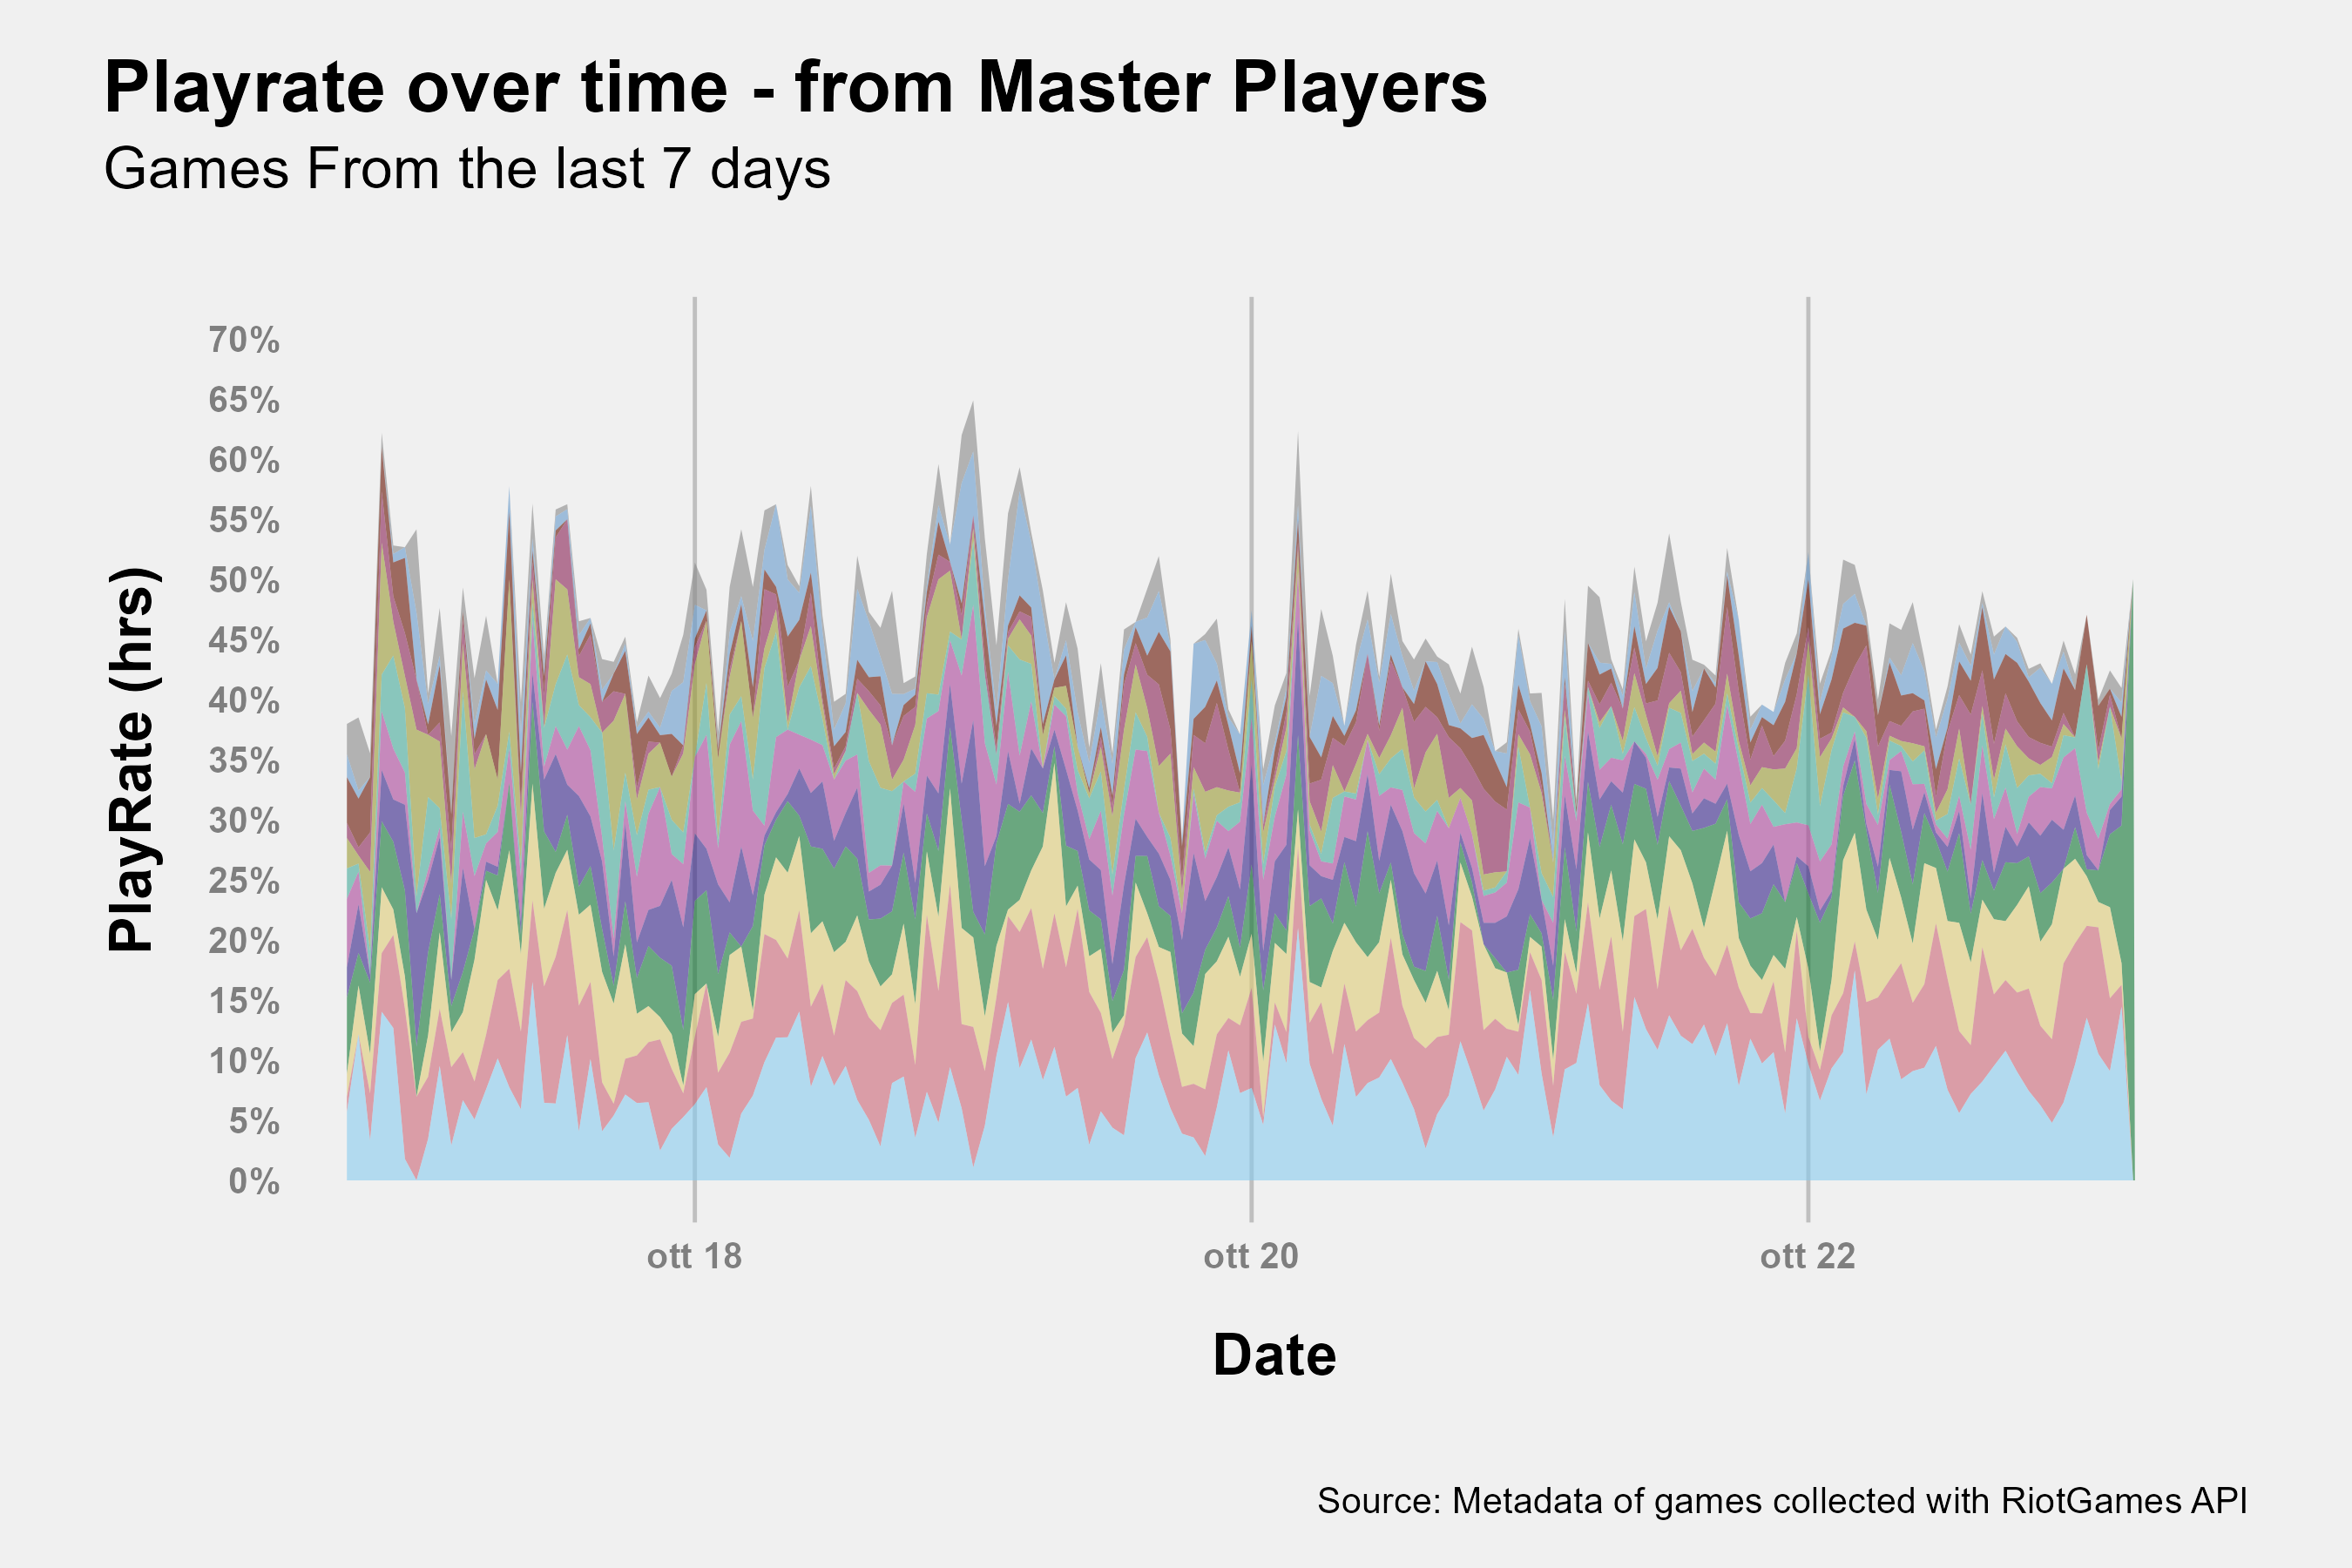 Playrate over time - from Master Players
Games From the last 7 days
PlayRate (hrs)
70%
65%
60%
55%
50%
45%
40%
35%
30%
25%
20%
15%
10%
5%
0%
ott 18
ott 20
ott 22
Date
Source: Metadata of games collected with RiotGames API